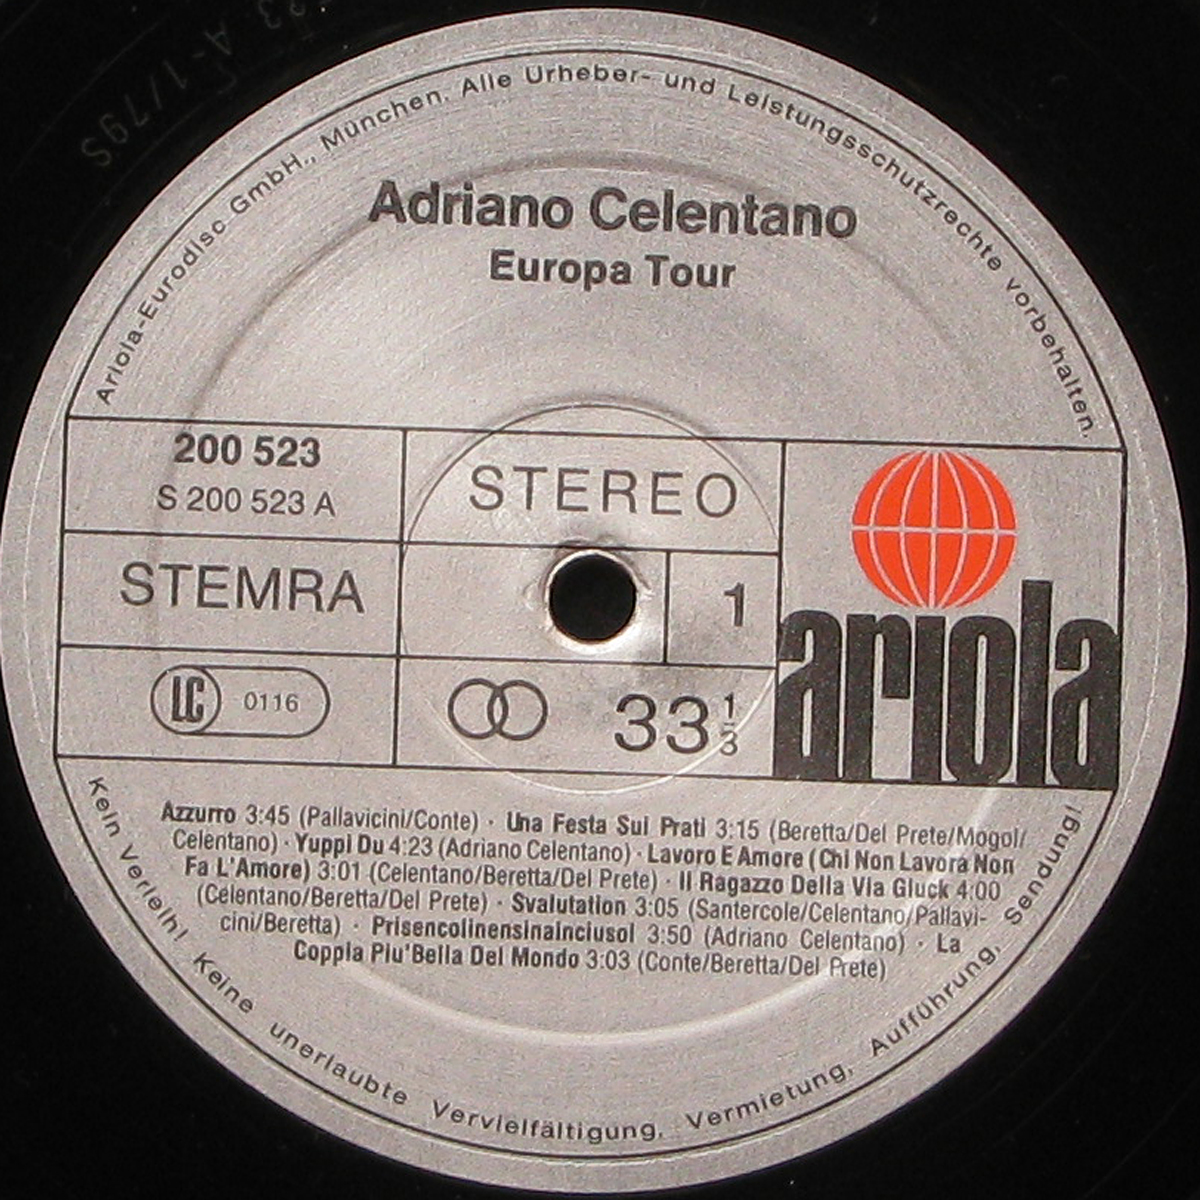 Ariola-Eurodisc GmbH., München. Alle Urheber- und Leistungsschutzrechte vorbehalten.
Adriano Celentano
Europa Tour
200 523
S 200 523 A
STEREO
STEMRA
1
ariola
LC 0116
33 1/3
Azzurro 3:45 (Pallavicini/Conte) · Una Festa Sui Prati 3:15 (Beretta/Del Prete/Mogol/
Celentano) · Yuppi Du 4:23 (Adriano Celentano) · Lavoro E Amore (Chi Non Lavora Non
Fa L'Amore) 3:01 (Celentano/Beretta/Del Prete) · Il Ragazzo Della Via Gluck 4:00
(Celentano/Beretta/Del Prete) · Svalutation 3:05 (Santercole/Celentano/Pallavi-
cini/Beretta) · Prisencolinensinainciusol 3:50 (Adriano Celentano) · La
Coppia Piu'Bella Del Mondo 3:03 (Conte/Beretta/Del Prete)
Kein Verleih! Keine unerlaubte Vervielfältigung, Vermietung, Aufführung, Sendung!